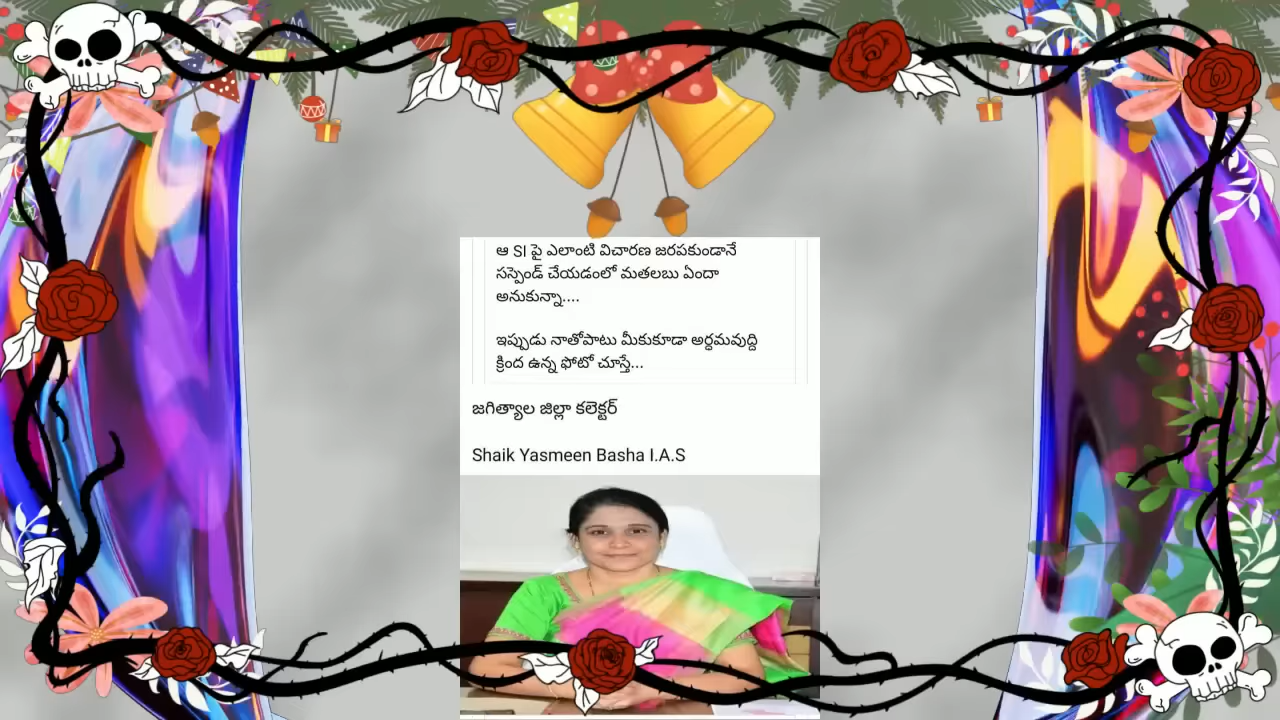 ఆ SI పై ఎలాంటి విచారణ జరపకుండానే
సస్పెండ్ చేయడంలో మతలబు ఏందా
అనుకున్నా....
ఇప్పుడు నాతోపాటు మీకుకూడా అర్థమవుద్ది
క్రింద ఉన్న ఫోటో చూస్తే...
జగిత్యాల జిల్లా కలెక్టర్
Shaik Yasmeen Basha I.A.S